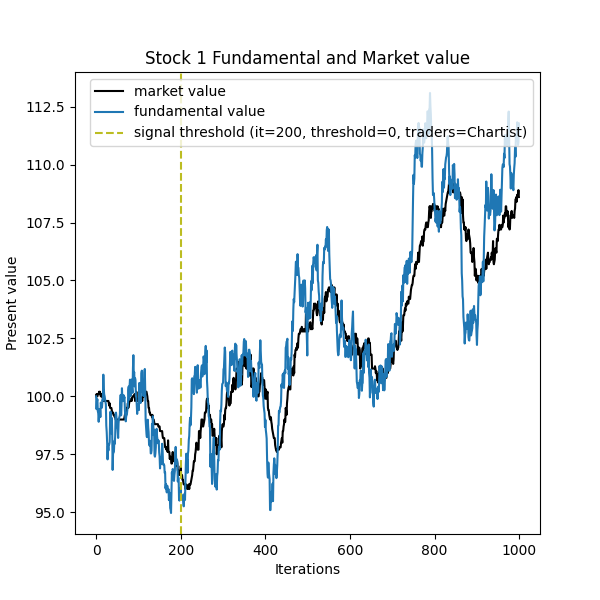 Stock 1 Fundamental and Market value
market value
fundamental value
signal threshold (it=200, threshold=0, traders=Chartist)
Present value
112.5
110.0
107.5
105.0
102.5
100.0
97.5
95.0
0 200 400 600 800 1000
Iterations